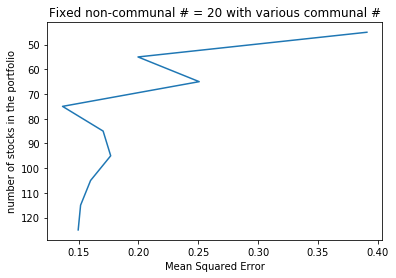 Fixed non-communal # = 20 with various communal #
number of stocks in the portfolio
50
60
70
80
90
100
110
120
0.15 0.20 0.25 0.30 0.35 0.40
Mean Squared Error